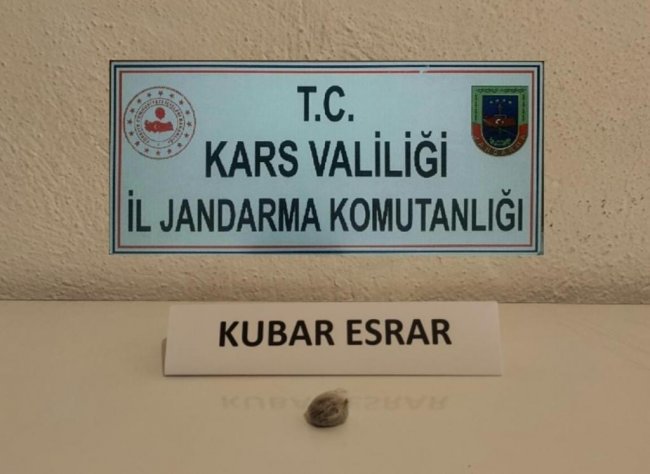 T.C.
KARS VALİLİĞİ
İL JANDARMA KOMUTANLIĞI
KUBAR ESRAR